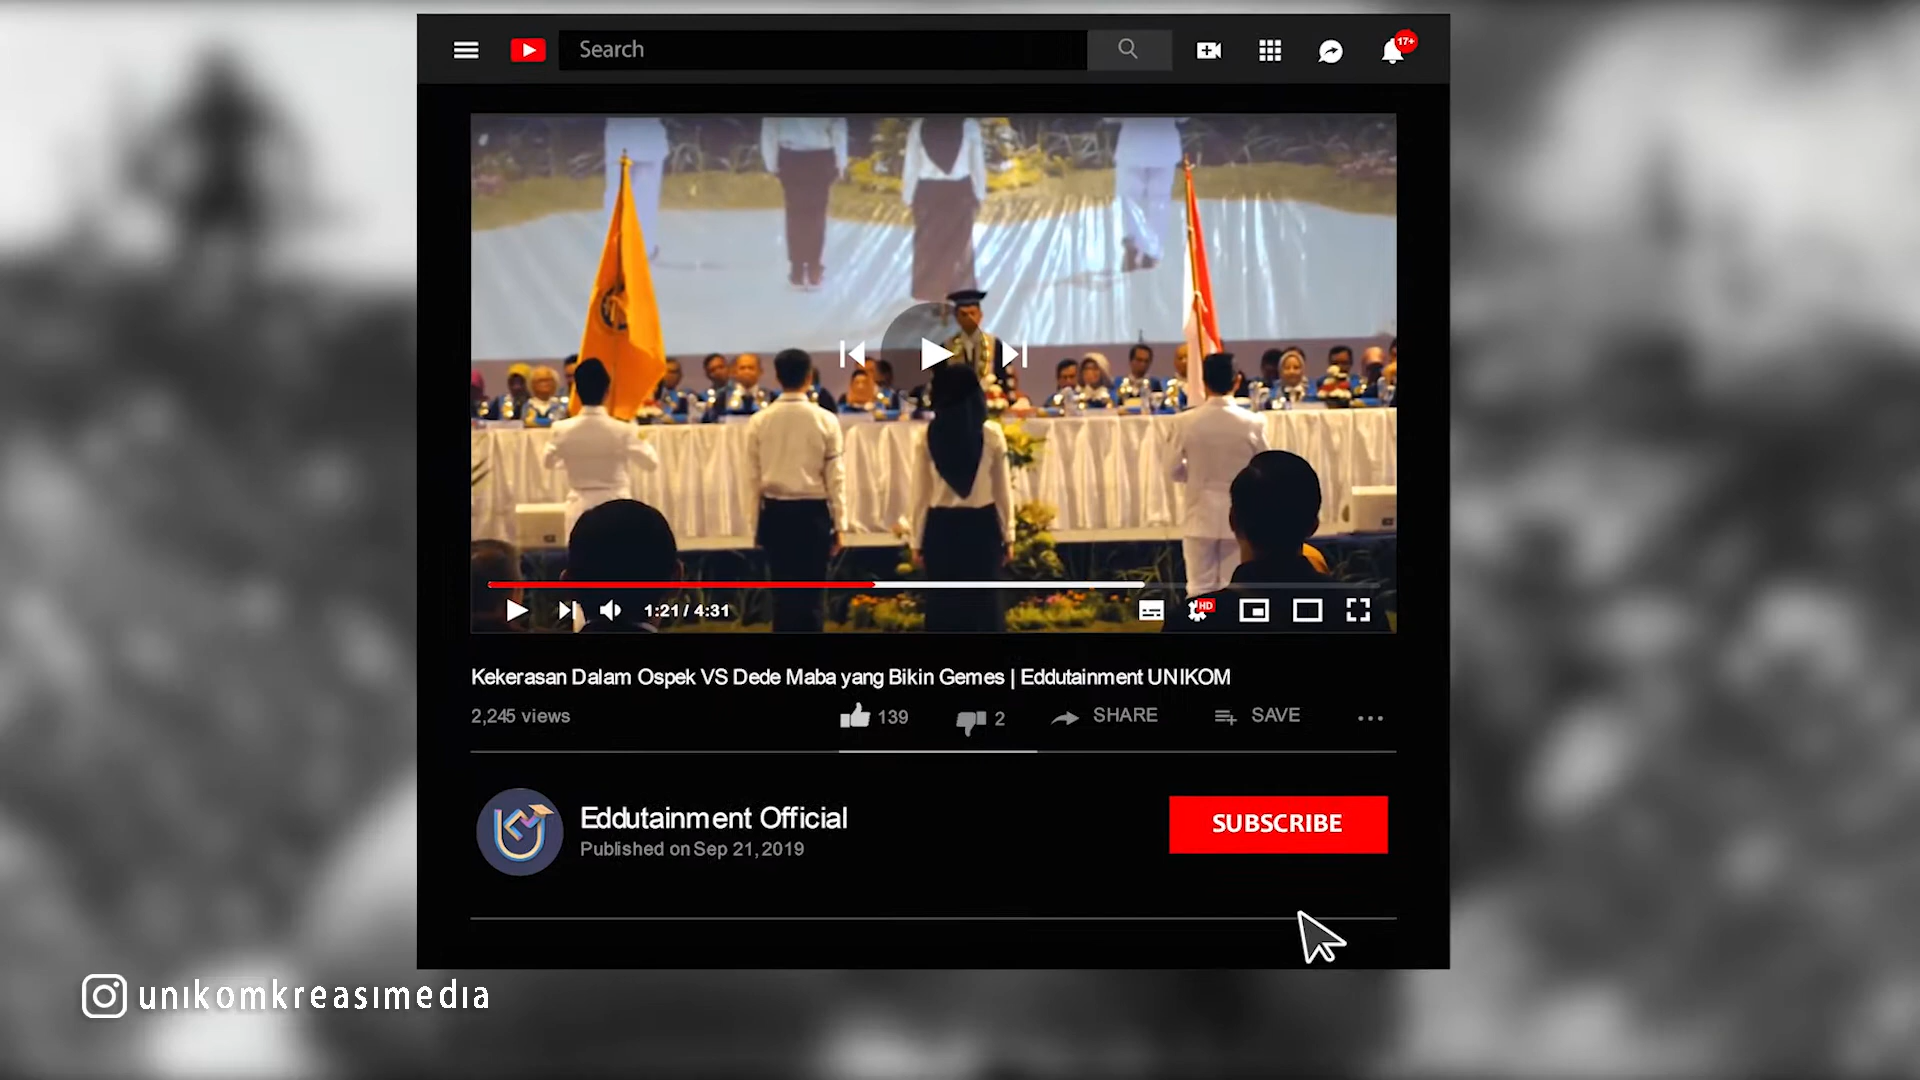 Search
17+
HD
1:21 / 4:31
Kekerasan Dalam Ospek VS Dede Maba yang Bikin Gemes | Eddutainment UNIKOM
2,245 views
139
2
SHARE
SAVE
Eddutainment Official
Published on Sep 21, 2019
SUBSCRIBE
unikomkreasimedia